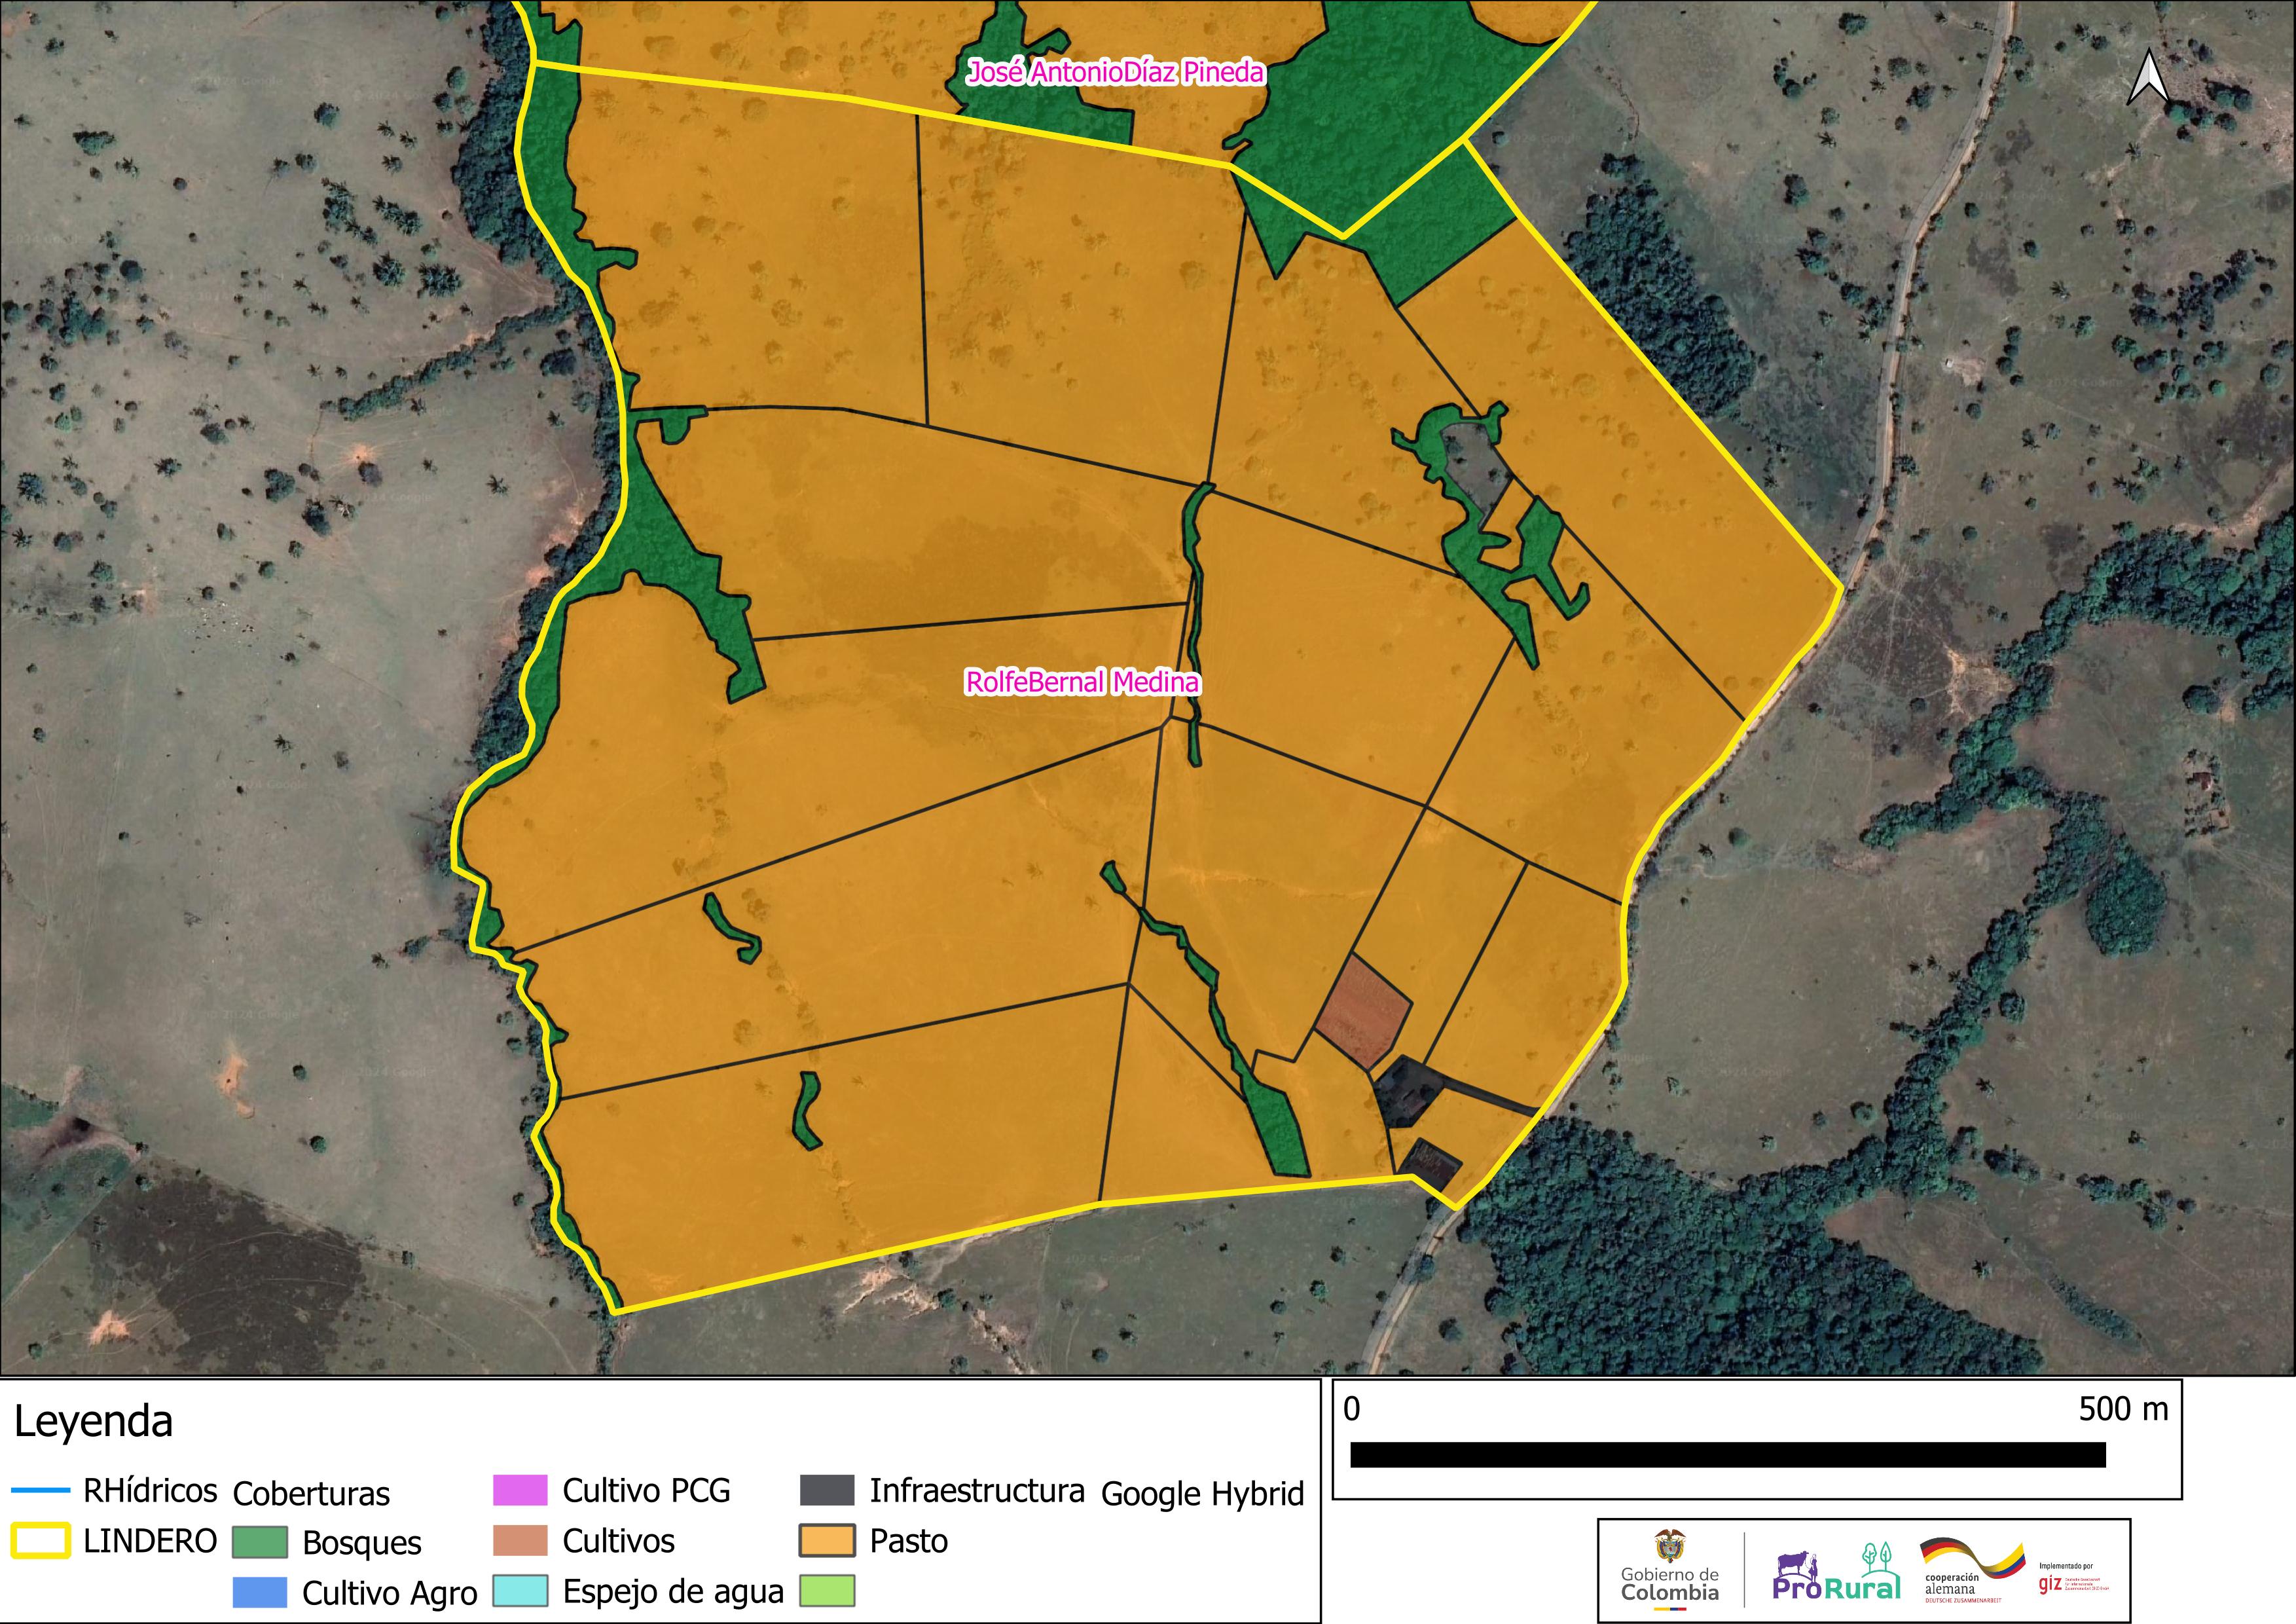 José AntonioDíaz Pineda
RolfeBernal Medina
Leyenda
RHídricos
LINDERO
Coberturas
Bosques
Cultivo Agro
Cultivo PCG
Cultivos
Espejo de agua
Infraestructura
Pasto
Google Hybrid
0 500 m
Gobierno de
Colombia
ProRural
cooperación
alemana
DEUTSCHE ZUSAMMENARBEIT
Implementado por
giz